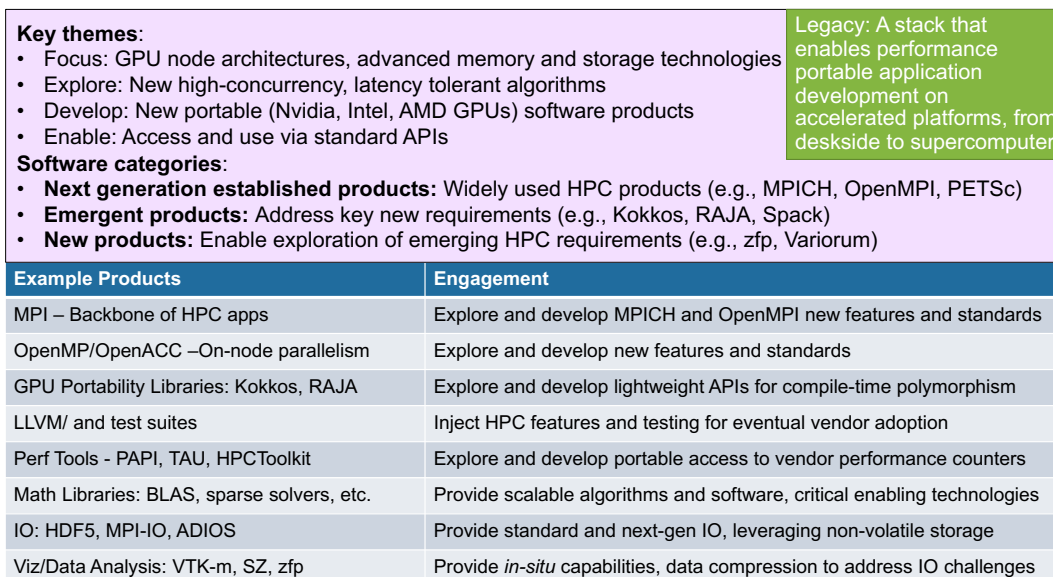 Key themes:
• Focus: GPU node architectures, advanced memory and storage technologies
• Explore: New high-concurrency, latency tolerant algorithms
• Develop: New portable (Nvidia, Intel, AMD GPUs) software products
• Enable: Access and use via standard APIs
Software categories:
• Next generation established products: Widely used HPC products (e.g., MPICH, OpenMPI, PETSc)
• Emergent products: Address key new requirements (e.g., Kokkos, RAJA, Spack)
• New products: Enable exploration of emerging HPC requirements (e.g., zfp, Variorum)
Legacy: A stack that
enables performance
portable application
development on
accelerated platforms, from
deskside to supercomputer
Example Products Engagement
MPI – Backbone of HPC apps Explore and develop MPICH and OpenMPI new features and standards
OpenMP/OpenACC –On-node parallelism Explore and develop new features and standards
GPU Portability Libraries: Kokkos, RAJA Explore and develop lightweight APIs for compile-time polymorphism
LLVM/ and test suites Inject HPC features and testing for eventual vendor adoption
Perf Tools - PAPI, TAU, HPCToolkit Explore and develop portable access to vendor performance counters
Math Libraries: BLAS, sparse solvers, etc. Provide scalable algorithms and software, critical enabling technologies
IO: HDF5, MPI-IO, ADIOS Provide standard and next-gen IO, leveraging non-volatile storage
Viz/Data Analysis: VTK-m, SZ, zfp Provide in-situ capabilities, data compression to address IO challenges